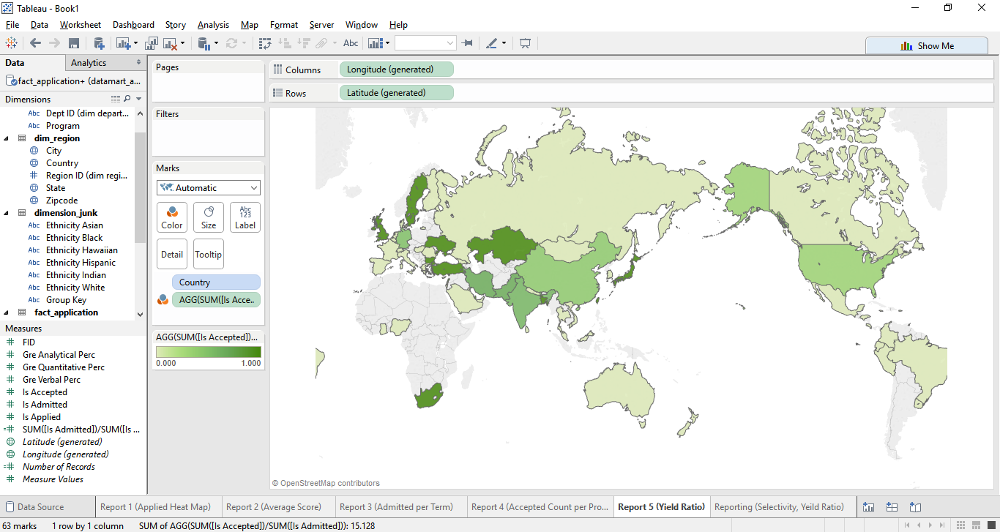 Tableau - Book1
File Data Worksheet Dashboard Story Analysis Map Format Server Window Help
Abc
Show Me
Data Analytics
fact_application+ (datamart_a...
Dimensions
Abc Dept ID (dim depart...
Abc Program
dim_region
City
Country
# Region ID (dim regi...
State
Zipcode
dimension_junk
Abc Ethnicity Asian
Abc Ethnicity Black
Abc Ethnicity Hawaiian
Abc Ethnicity Hispanic
Abc Ethnicity Indian
Abc Ethnicity White
Abc Group Key
fact_application
Measures
# FID
# Gre Analytical Perc
# Gre Quantitative Perc
# Gre Verbal Perc
# Is Accepted
# Is Admitted
# Is Applied
=# SUM([Is Admitted])/SUM([Is ...
Latitude (generated)
Longitude (generated)
=# Number of Records
# Measure Values
Pages
Filters
Marks
Automatic
Color Size Abc 123 Label
Detail Tooltip
Country
AGG(SUM([Is Acce..
AGG(SUM([Is Accepted])...
0.000 1.000
Columns Longitude (generated)
Rows Latitude (generated)
© OpenStreetMap contributors
Data Source Report 1 (Applied Heat Map) Report 2 (Average Score) Report 3 (Admitted per Term) Report 4 (Accepted Count per Pro... Report 5 (Yield Ratio) Reporting (Selectivity, Yeild Ratio)
63 marks 1 row by 1 column SUM of AGG(SUM([Is Accepted])/SUM([Is Admitted])): 15.128